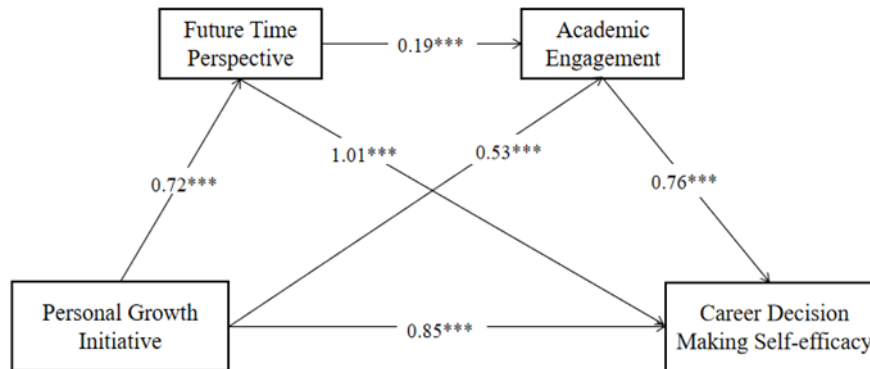 Future Time
Perspective
0.19***
Academic
Engagement
1.01***
0.53***
0.72***
0.76***
Personal Growth
Initiative
0.85***
Career Decision
Making Self-efficacy